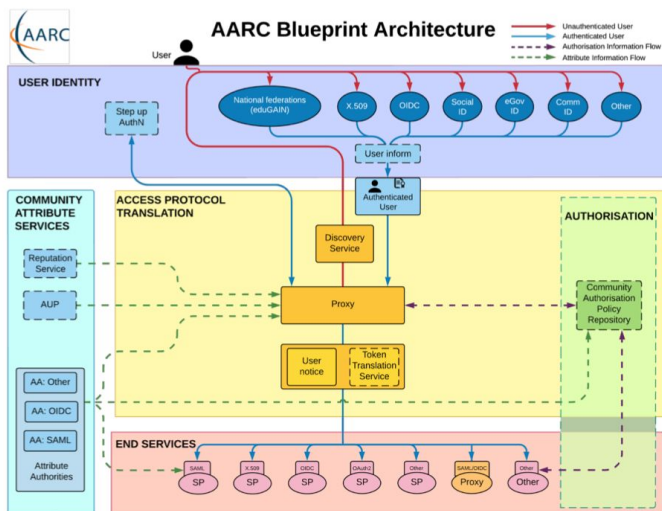 AARC
AARC Blueprint Architecture
Unauthenticated User
Authenticated User
Authorisation Information Flow
Attribute Information Flow
User
USER IDENTITY
Step up
AuthN
National federations
(eduGAIN)
X.509
OIDC
Social
ID
eGov
ID
Comm
ID
Other
User inform
Authenticated
User
COMMUNITY
ATTRIBUTE
SERVICES
Reputation
Service
AUP
AA: Other
AA: OIDC
AA: SAML
Attribute
Authorities
ACCESS PROTOCOL
TRANSLATION
Discovery
Service
Proxy
User
notice
Token
Translation
Service
AUTHORISATION
Community
Authorisation
Policy
Repository
END SERVICES
SAML
SP
X.509
SP
OIDC
SP
OAuth2
SP
Other
SP
SAML/OIDC
Proxy
Other
Other